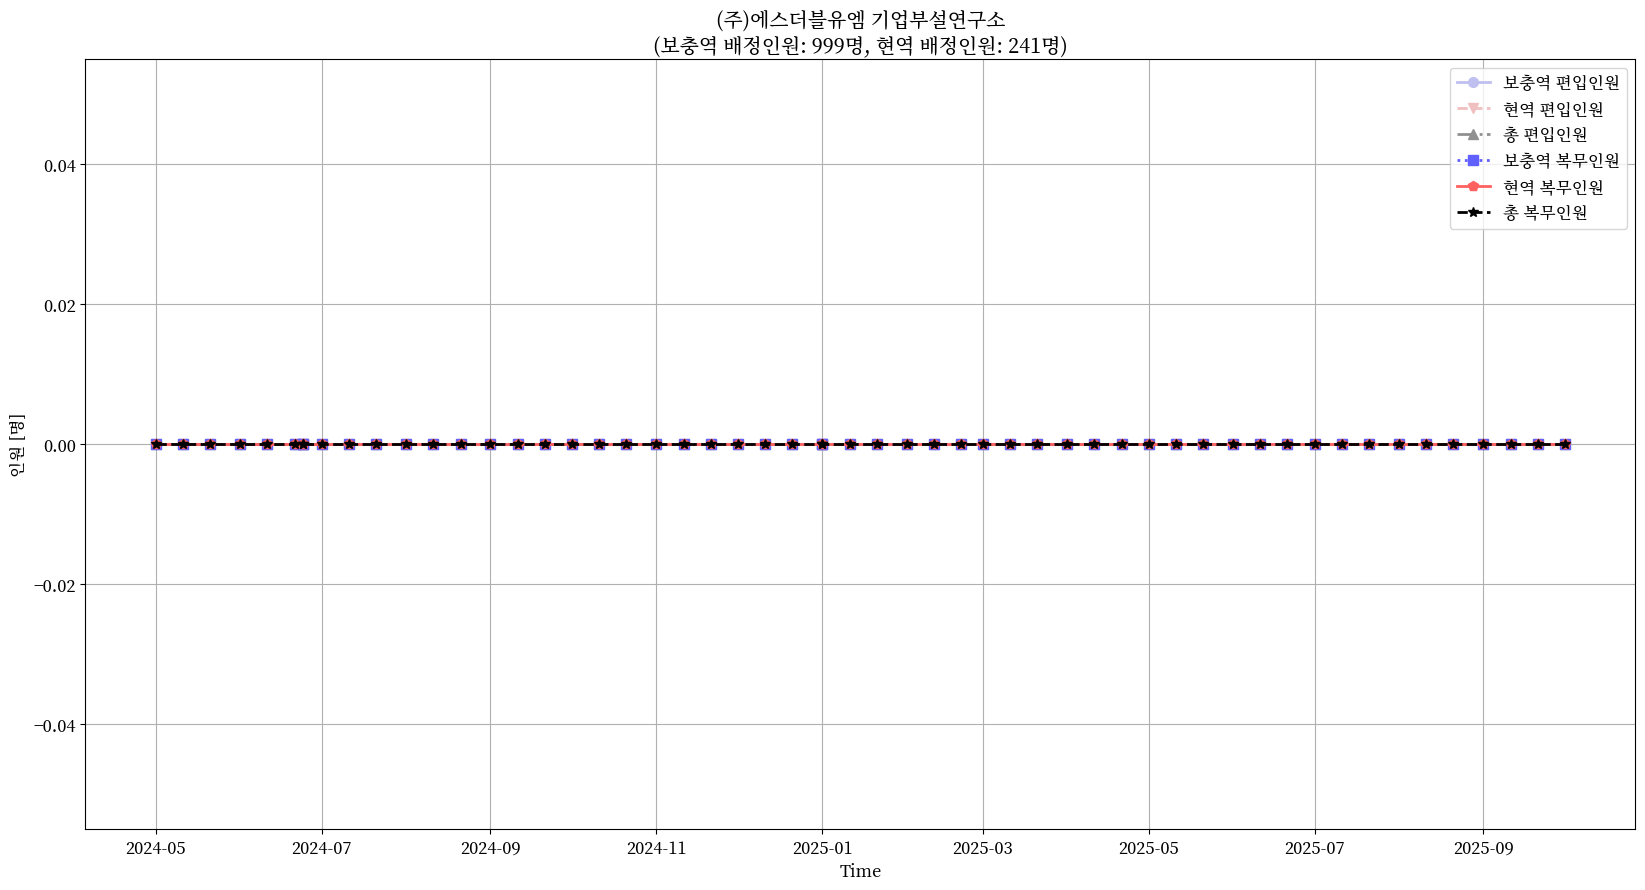 (주)에스더블유엠 기업부설연구소
(보충역 배정인원: 999명, 현역 배정인원: 241명)
보충역 편입인원
현역 편입인원
총 편입인원
보충역 복무인원
현역 복무인원
총 복무인원
인원 [명]
0.04
0.02
0.00
−0.02
−0.04
2024-05
2024-07
2024-09
2024-11
2025-01
2025-03
2025-05
2025-07
2025-09
Time